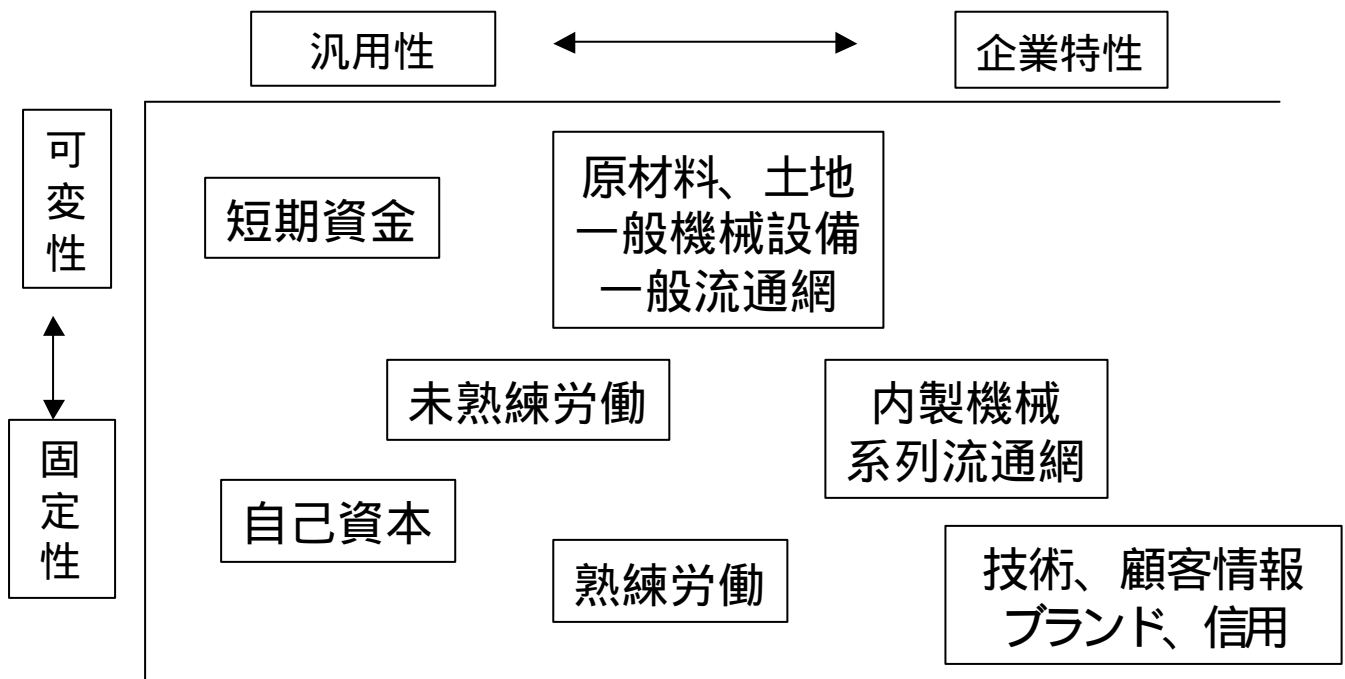 汎用性
企業特性
可変性
固定性
短期資金
原材料、土地
一般機械設備
一般流通網
未熟練労働
内製機械
系列流通網
自己資本
熟練労働
技術、顧客情報
ブランド、信用